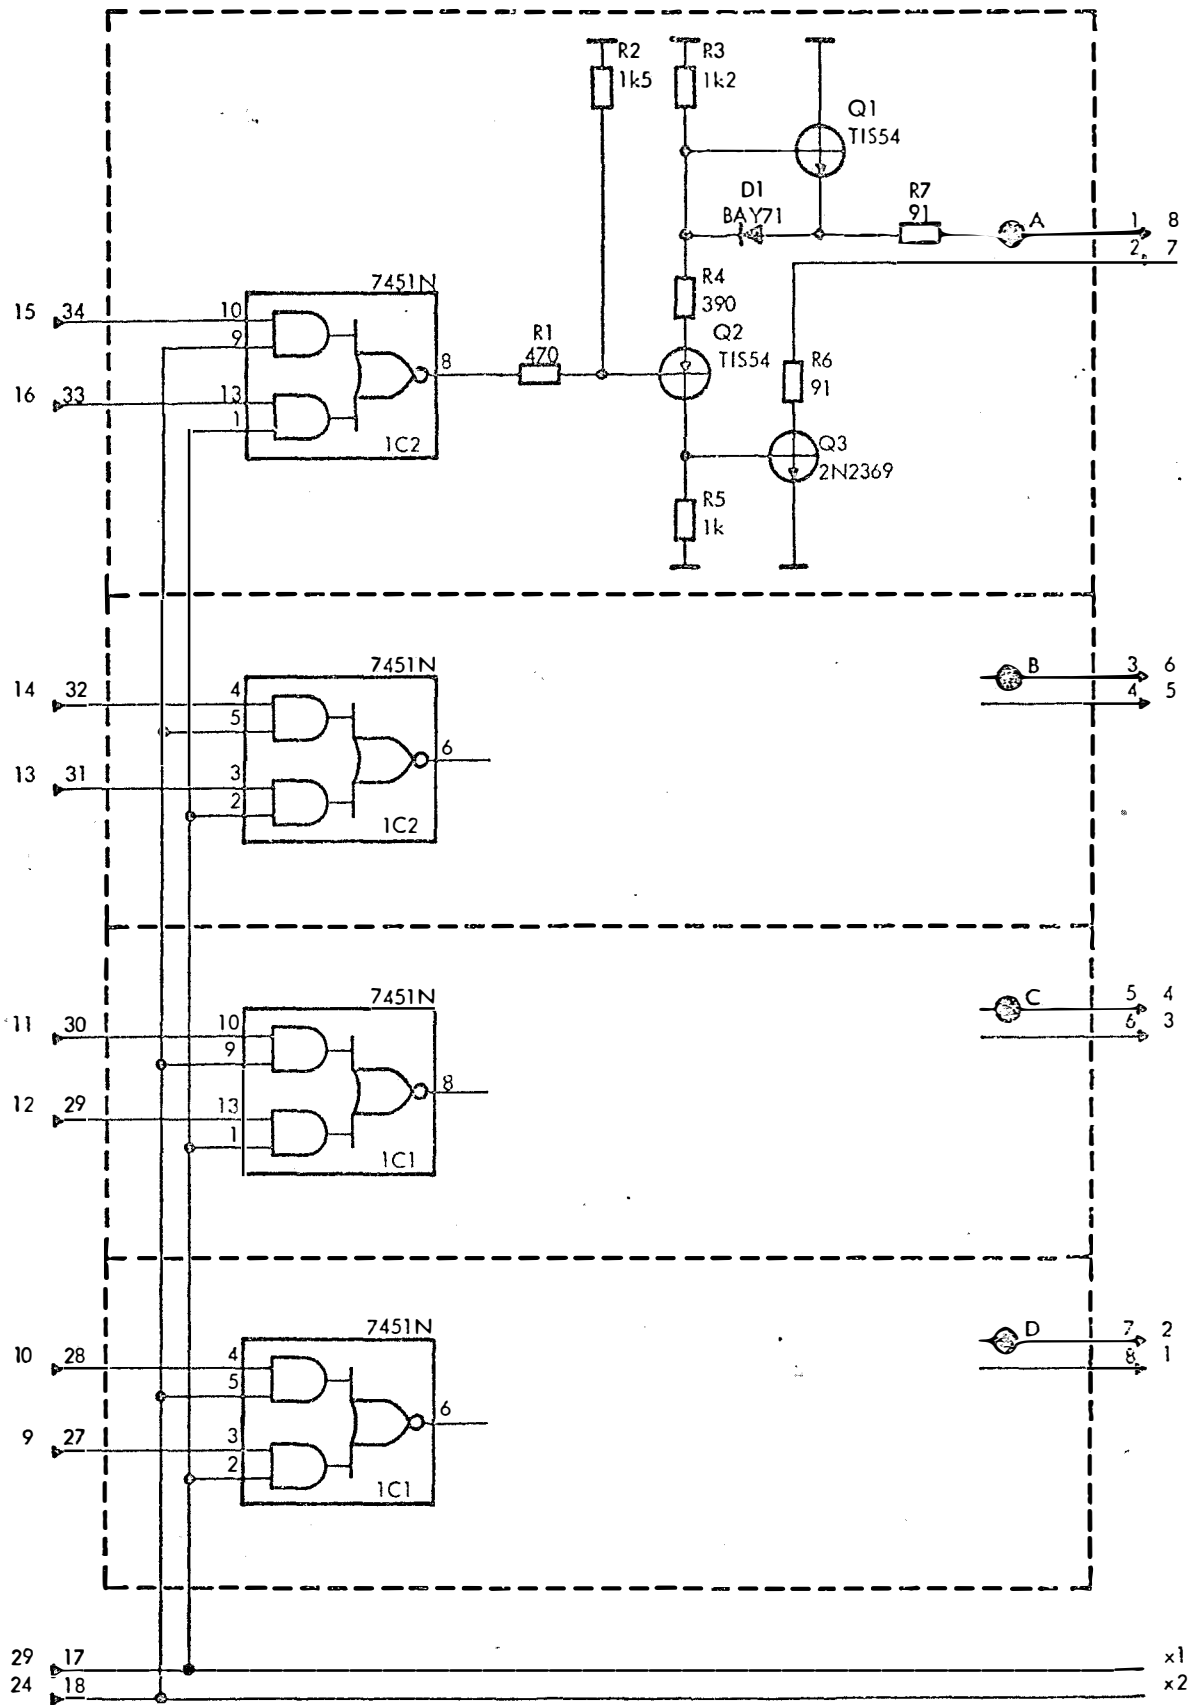 R2
1k5
R3
1k2
Q1
TIS54
D1
BAY71
R7
91
A
1 8
2 7
7451N
R4
390
15 34
10
9
R1
470
8
Q2
TIS54
R6
91
16 33
13
1
1C2
Q3
2N2369
R5
1k
7451N
B
3 6
4 5
14 32
4
5
6
13 31
3
2
1C2
7451N
C
5 4
6 3
11 30
10
9
8
12 29
13
1
1C1
7451N
D
7 2
8 1
10 28
4
5
6
9 27
3
2
1C1
29 17
x1
24 18
x2